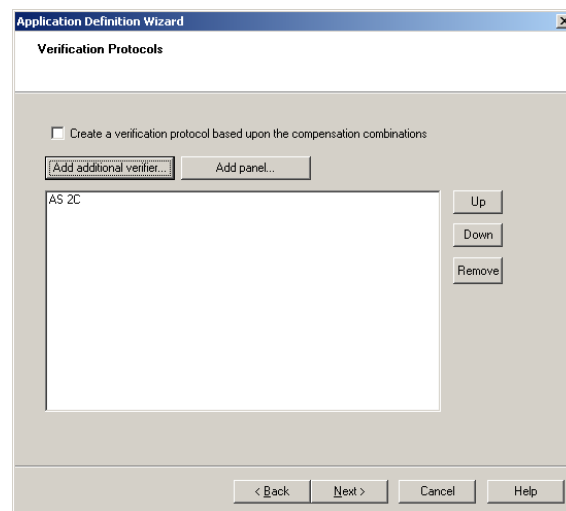 Application Definition Wizard
Verification Protocols
Create a verification protocol based upon the compensation combinations
Add additional verifier... Add panel...
AS 2C
Up
Down
Remove
< Back Next > Cancel Help